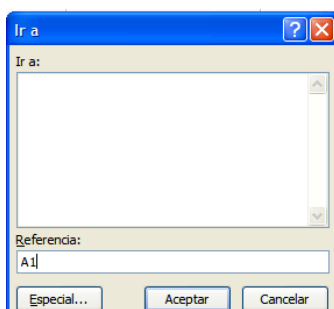 Ir a
Ir a:
Referencia:
A1
Especial...
Aceptar
Cancelar